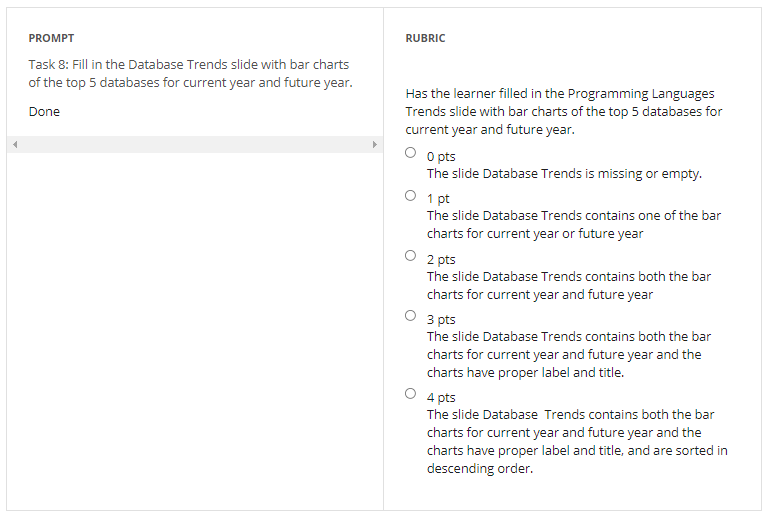 PROMPT
Task 8: Fill in the Database Trends slide with bar charts
of the top 5 databases for current year and future year.
Done
RUBRIC
Has the learner filled in the Programming Languages
Trends slide with bar charts of the top 5 databases for
current year and future year.
0 pts
The slide Database Trends is missing or empty.
1 pt
The slide Database Trends contains one of the bar
charts for current year or future year
2 pts
The slide Database Trends contains both the bar
charts for current year and future year
3 pts
The slide Database Trends contains both the bar
charts for current year and future year and the
charts have proper label and title.
4 pts
The slide Database  Trends contains both the bar
charts for current year and future year and the
charts have proper label and title, and are sorted in
descending order.